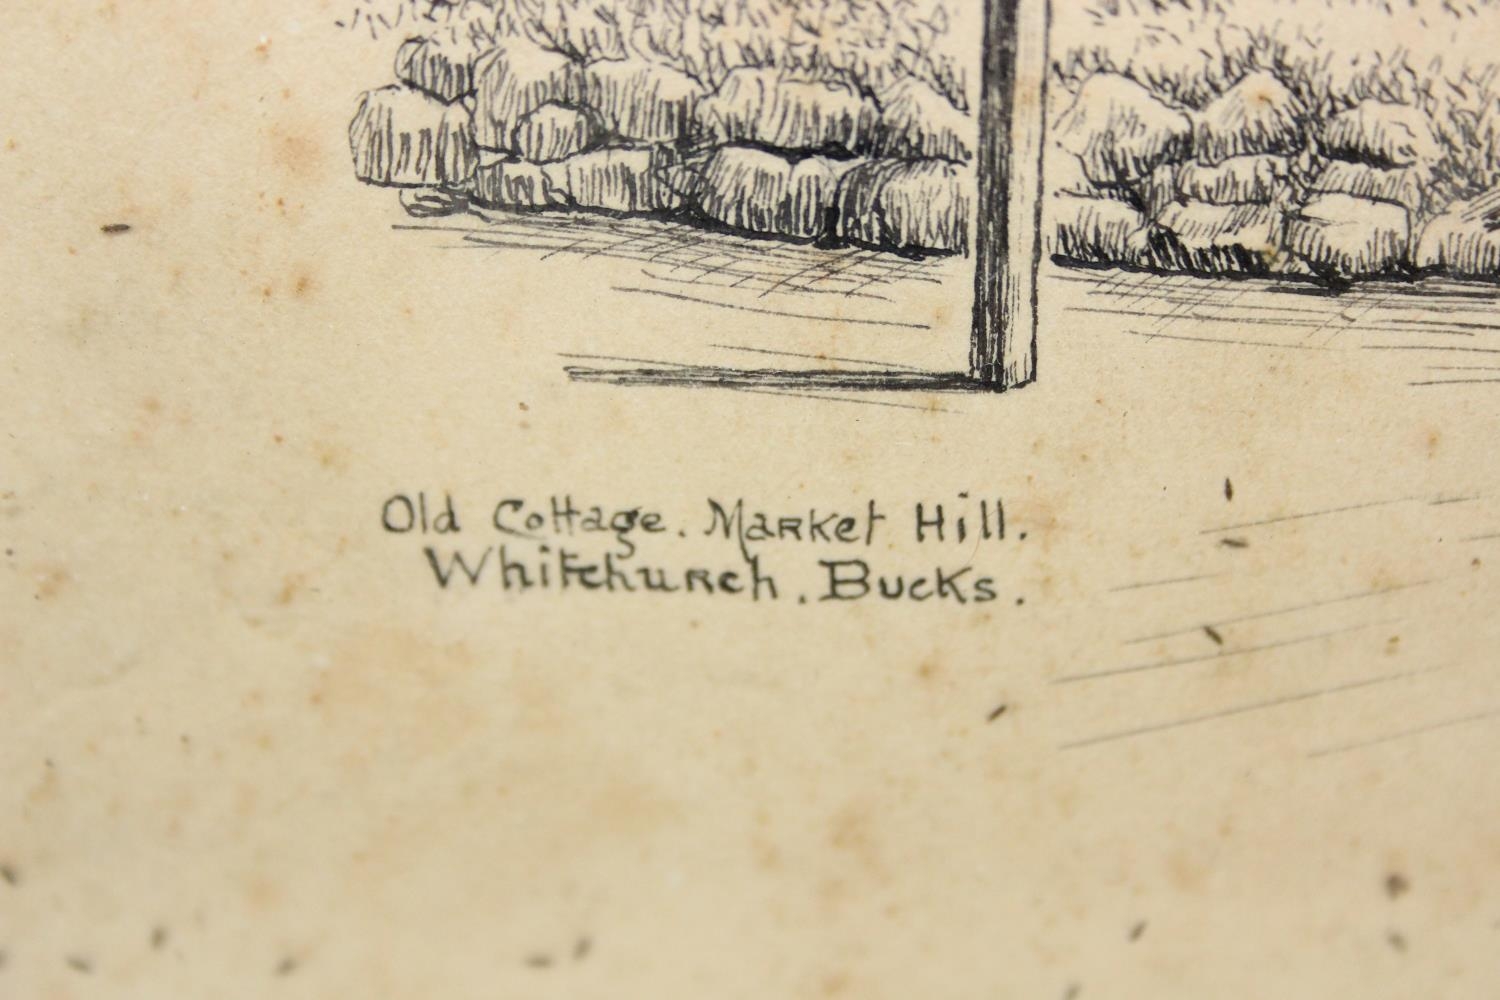 Old Cottage. Market Hill.
Whitchurch. Bucks.